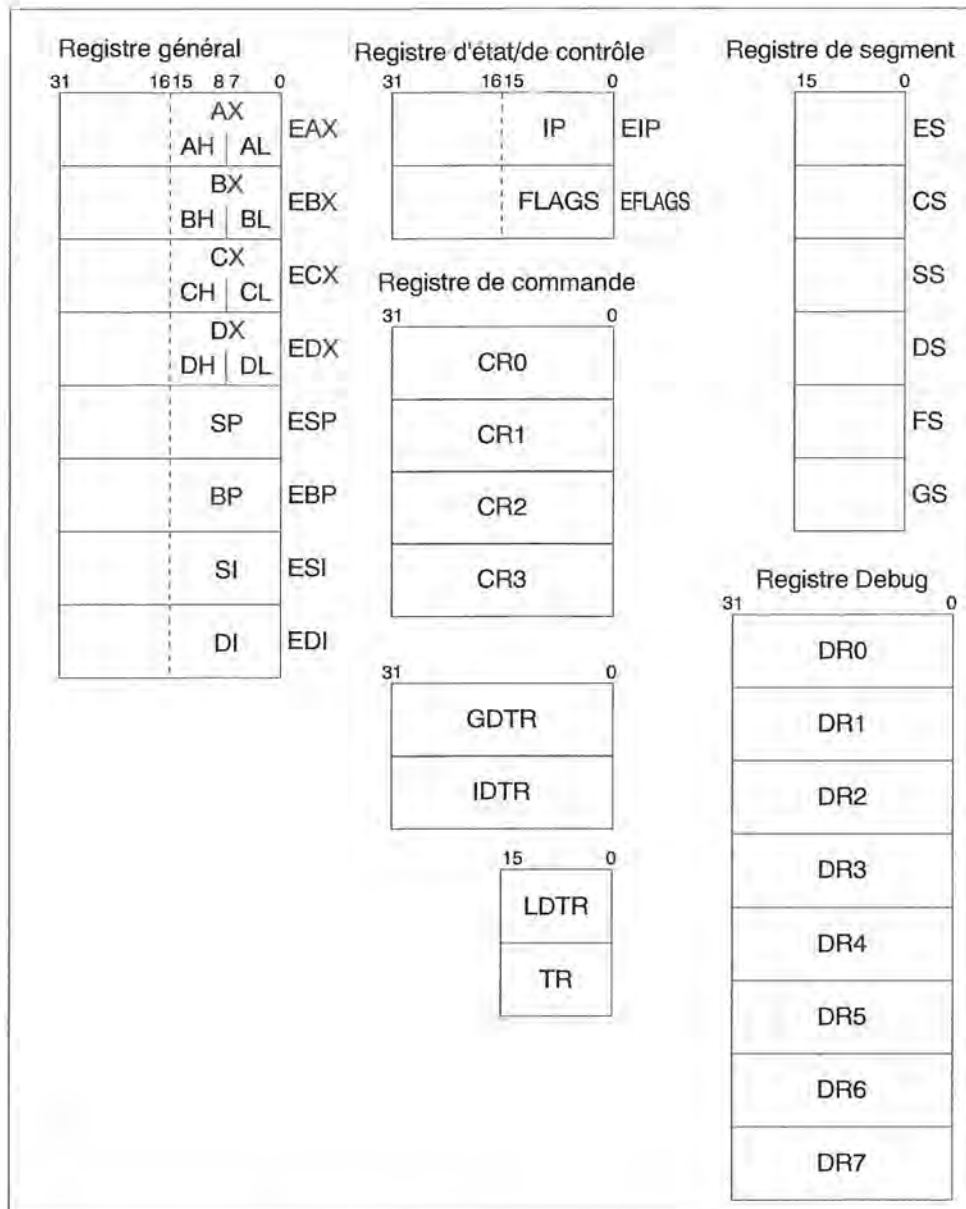 Registre général
31 16 15 8 7 0
AX
AH AL
EAX
BX
BH BL
EBX
CX
CH CL
ECX
DX
DH DL
EDX
SP ESP
BP EBP
SI ESI
DI EDI
Registre d'état/de contrôle
31 16 15 0
IP EIP
FLAGS EFLAGS
Registre de commande
31 0
CR0
CR1
CR2
CR3
31 0
GDTR
IDTR
15 0
LDTR
TR
Registre de segment
15 0
ES
CS
SS
DS
FS
GS
Registre Debug
31 0
DR0
DR1
DR2
DR3
DR4
DR5
DR6
DR7